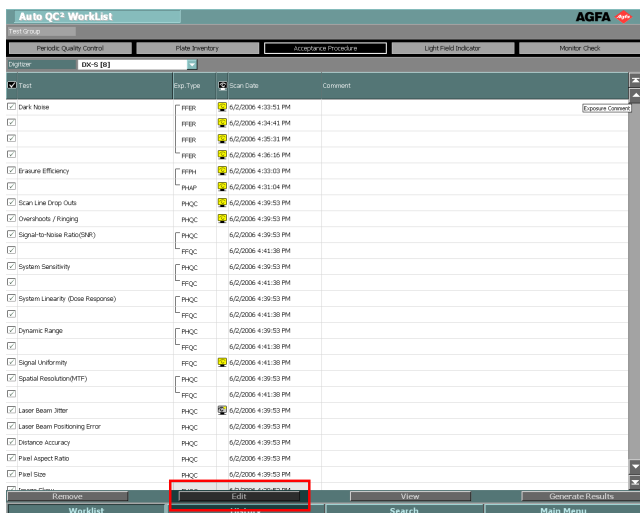 Auto QC² WorkList
AGFA Agfa
Test Group
Periodic Quality Control Plate Inventory Acceptance Procedure Light Field Indicator Monitor Check
Digitizer DX-S [8]
Test Exp.Type Scan Date Comment
Dark Noise FFER 6/2/2006 4:33:51 PM Exposure Comment
FFER 6/2/2006 4:34:41 PM
FFER 6/2/2006 4:35:31 PM
FFER 6/2/2006 4:36:16 PM
Erasure Efficiency FFPH 6/2/2006 4:33:03 PM
PHAP 6/2/2006 4:31:04 PM
Scan Line Drop Outs PHQC 6/2/2006 4:39:53 PM
Overshoots / Ringing PHQC 6/2/2006 4:39:53 PM
Signal-to-Noise Ratio(SNR) PHQC 6/2/2006 4:39:53 PM
FFQC 6/2/2006 4:41:38 PM
System Sensitivity PHQC 6/2/2006 4:39:53 PM
FFQC 6/2/2006 4:41:38 PM
System Linearity (Dose Response) PHQC 6/2/2006 4:39:53 PM
FFQC 6/2/2006 4:41:38 PM
Dynamic Range PHQC 6/2/2006 4:39:53 PM
FFQC 6/2/2006 4:41:38 PM
Signal Uniformity FFQC 6/2/2006 4:41:38 PM
Spatial Resolution(MTF) PHQC 6/2/2006 4:39:53 PM
FFQC 6/2/2006 4:41:38 PM
Laser Beam Jitter PHQC 6/2/2006 4:39:53 PM
Laser Beam Positioning Error PHQC 6/2/2006 4:39:53 PM
Distance Accuracy PHQC 6/2/2006 4:39:53 PM
Pixel Aspect Ratio PHQC 6/2/2006 4:39:53 PM
Pixel Size PHQC 6/2/2006 4:39:53 PM
Remove Edit View Generate Results
Worklist History Search Main Menu